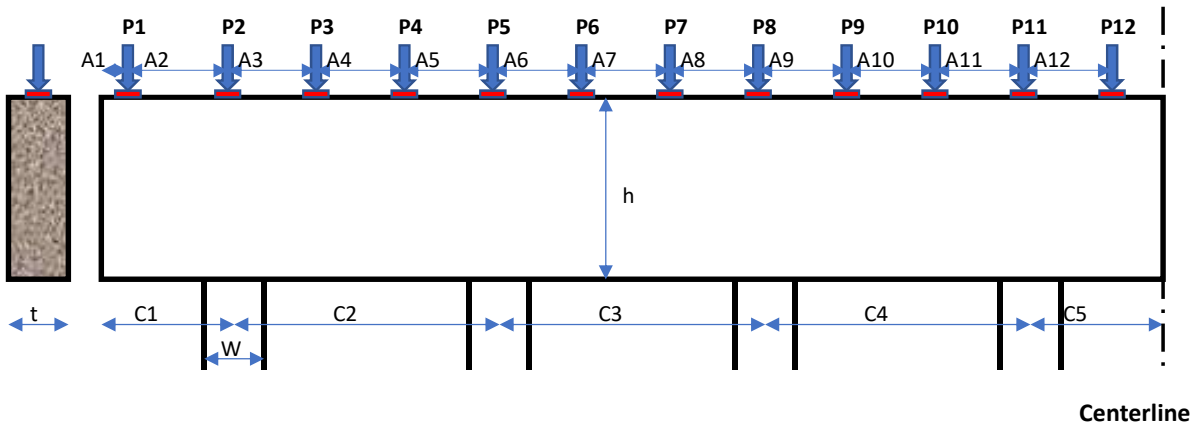 P1 P2 P3 P4 P5 P6 P7 P8 P9 P10 P11 P12
A1 A2 A3 A4 A5 A6 A7 A8 A9 A10 A11 A12
h
t C1 C2 C3 C4 C5
W
Centerline